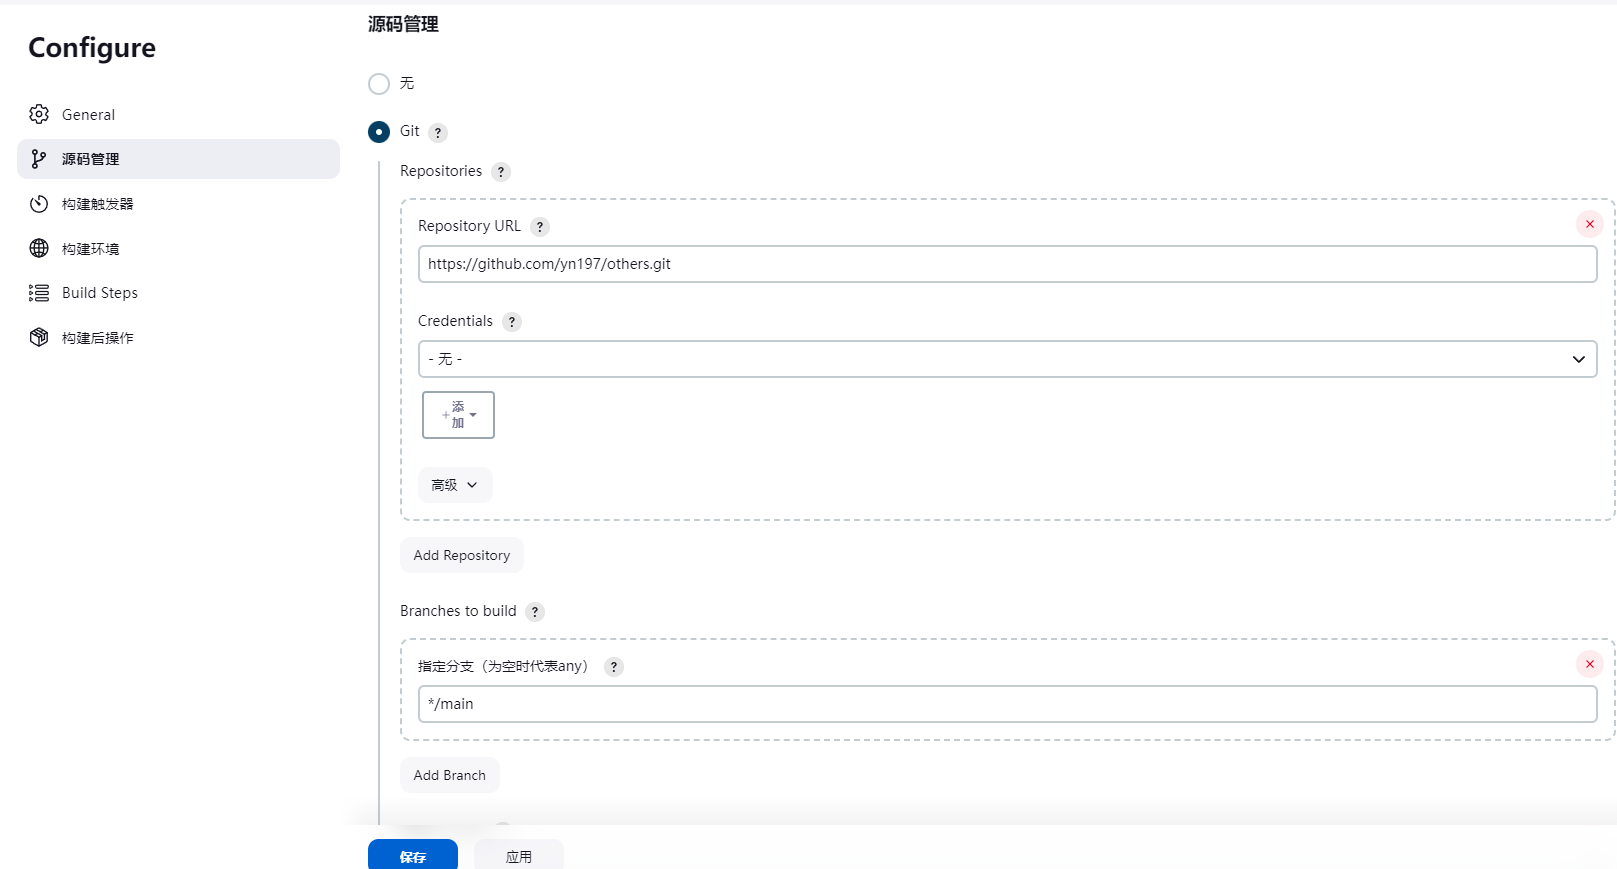 Configure
General
源码管理
构建触发器
构建环境
Build Steps
构建后操作
源码管理
无
Git ?
Repositories ?
Repository URL ?
https://github.com/yn197/others.git
Credentials ?
- 无 -
+添
加
高级
Add Repository
Branches to build ?
指定分支（为空时代表any） ?
*/main
Add Branch
保存
应用